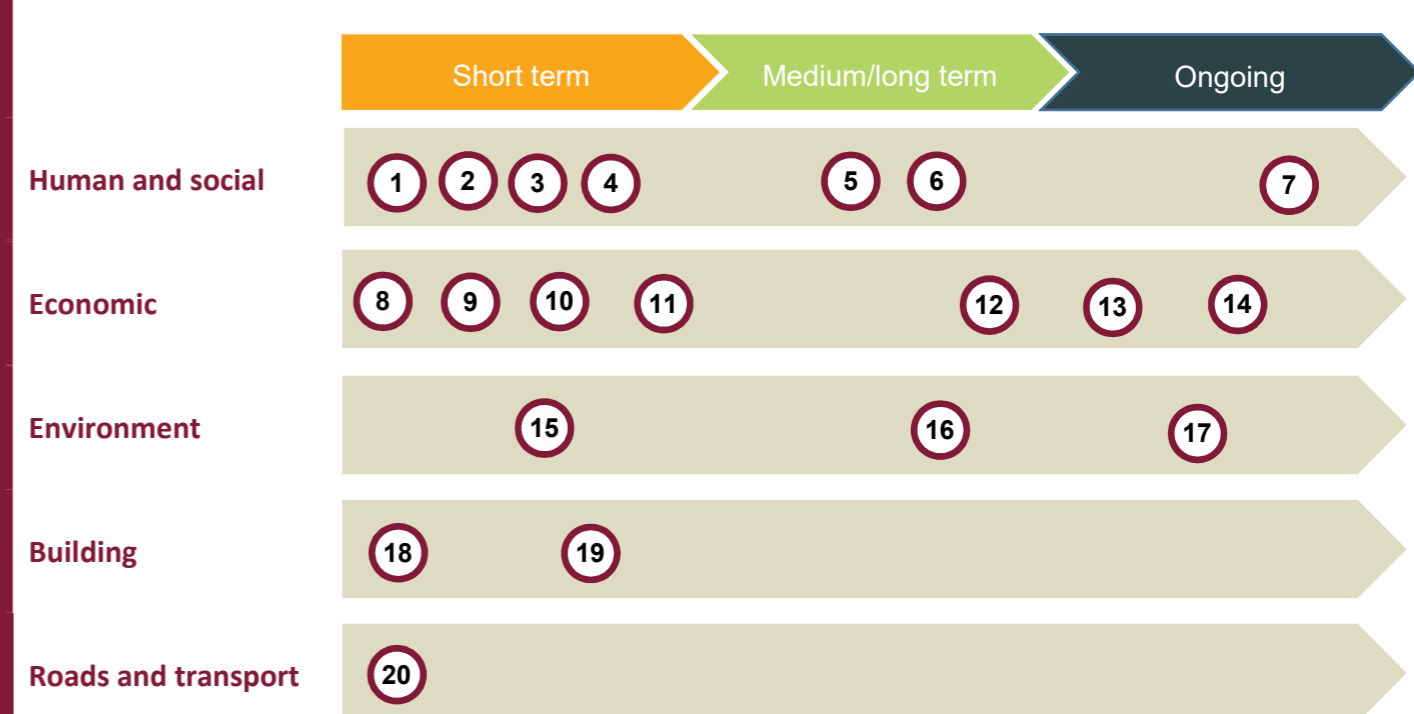 Short term Medium/long term Ongoing
Human and social 1 2 3 4 5 6 7
Economic 8 9 10 11 12 13 14
Environment 15 16 17
Building 18 19
Roads and transport 20